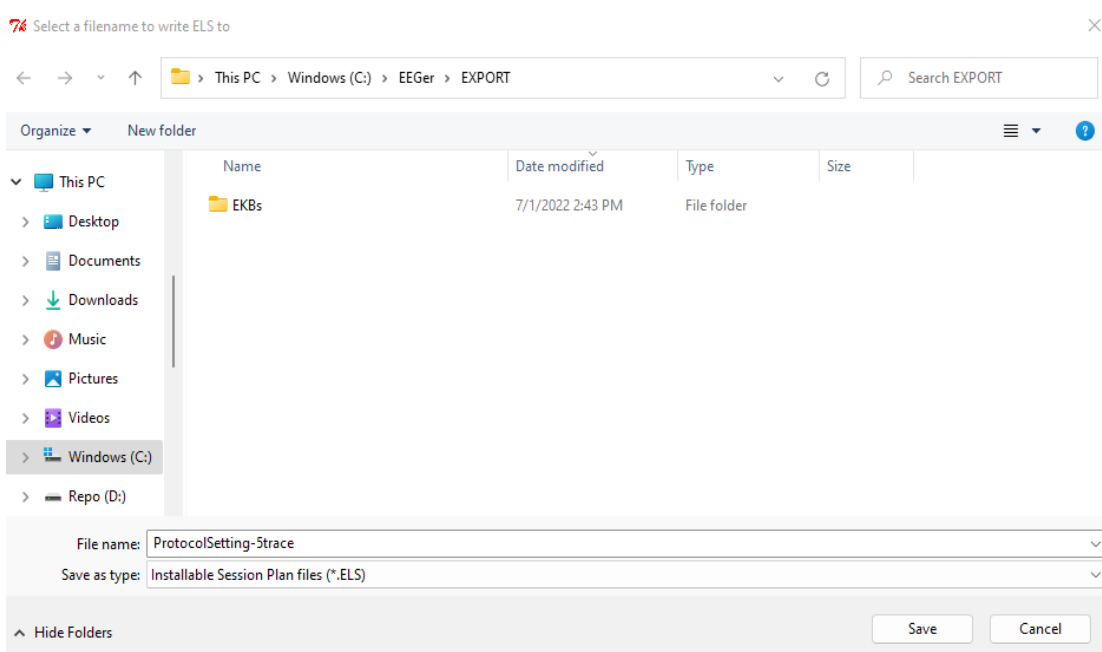 Select a filename to write ELS to
This PC > Windows (C:) > EEGer > EXPORT
Search EXPORT
Organize
New folder
Name
Date modified
Type
Size
This PC
EKBs
7/1/2022 2:43 PM
File folder
Desktop
Documents
Downloads
Music
Pictures
Videos
Windows (C:)
Repo (D:)
File name: ProtocolSetting-5trace
Save as type: Installable Session Plan files (*.ELS)
Hide Folders
Save
Cancel